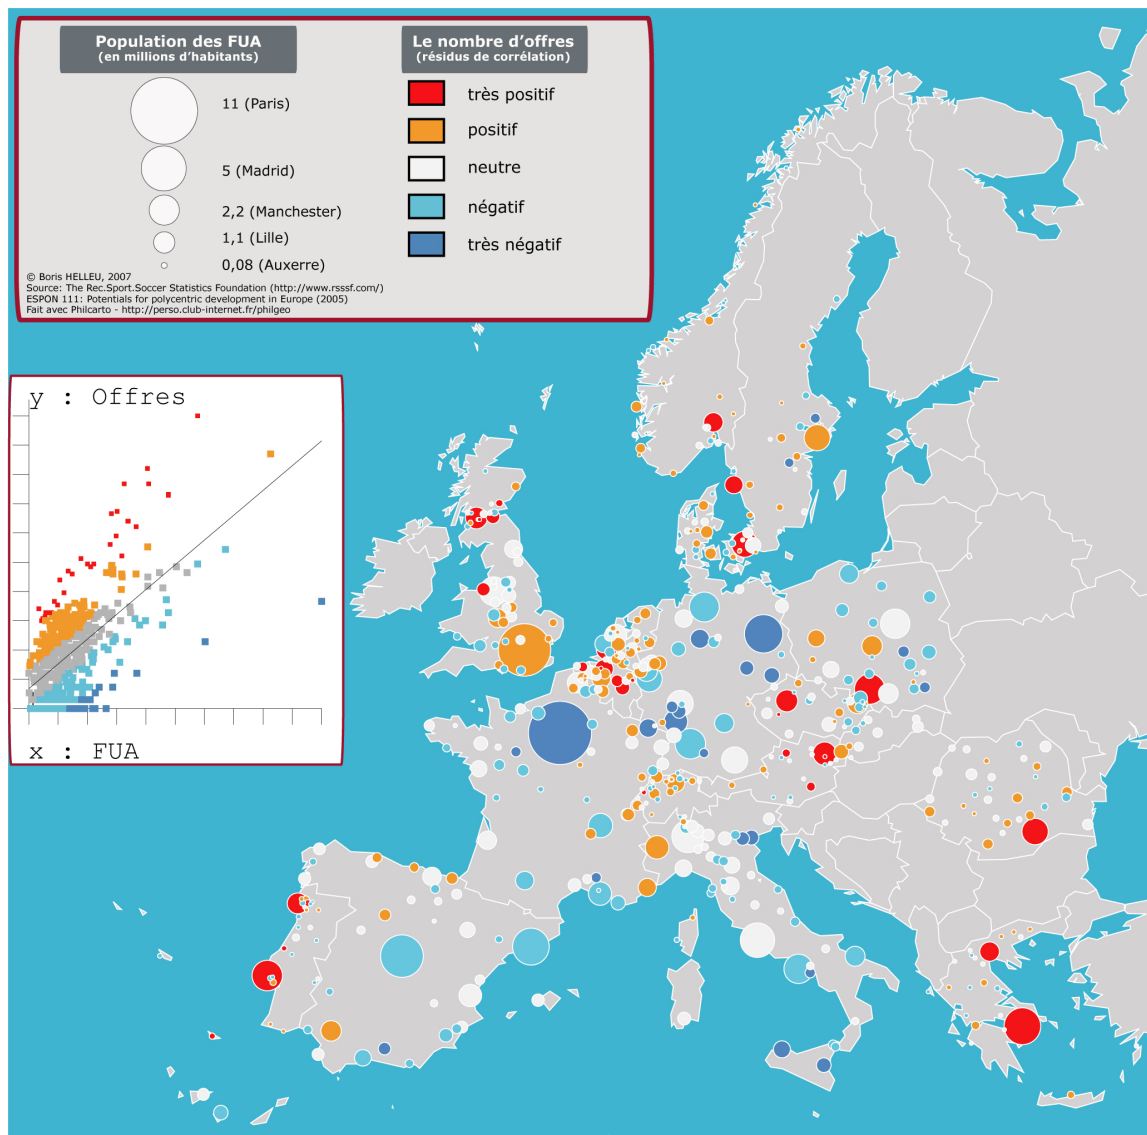 Population des FUA
(en millions d'habitants)
11 (Paris)
5 (Madrid)
2,2 (Manchester)
1,1 (Lille)
0,08 (Auxerre)
Le nombre d'offres
(résidus de corrélation)
très positif
positif
neutre
négatif
très négatif
© Boris HELLEU, 2007
Source: The Rec.Sport.Soccer Statistics Foundation (http://www.rsssf.com/)
ESPON 111: Potentials for polycentric development in Europe (2005)
Fait avec Philcarto - http://perso.club-internet.fr/philgeo
y : Offres
x : FUA